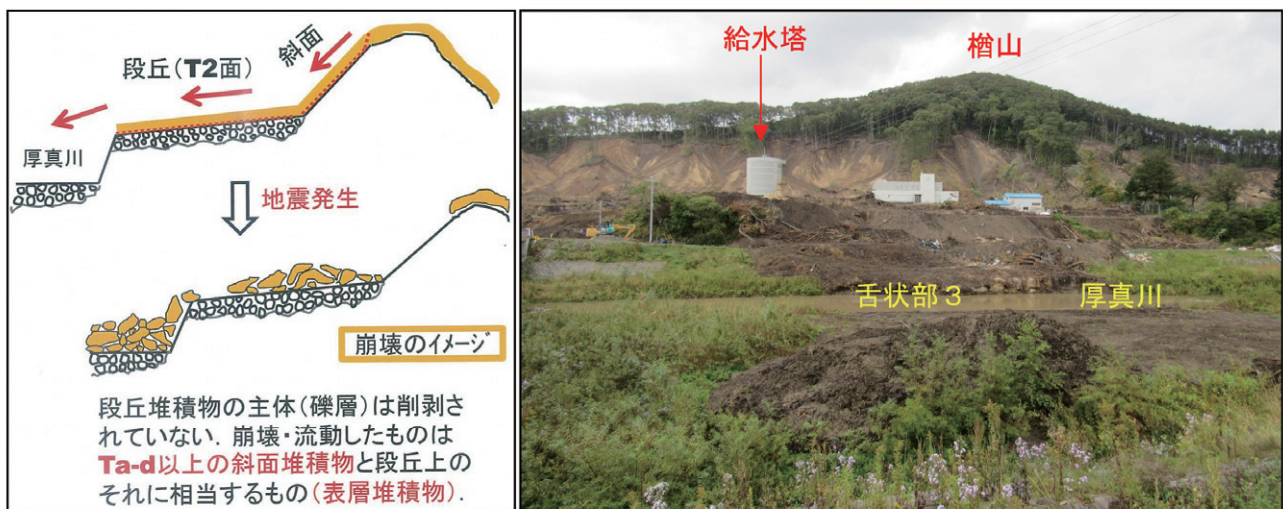 斜面
段丘(T2面)
厚真川
地震発生
崩壊のイメージ
段丘堆積物の主体(礫層)は削剥さ
れていない. 崩壊・流動したものは
Ta-d以上の斜面堆積物と段丘上の
それに相当するもの(表層堆積物).
給水塔
楢山
舌状部3
厚真川